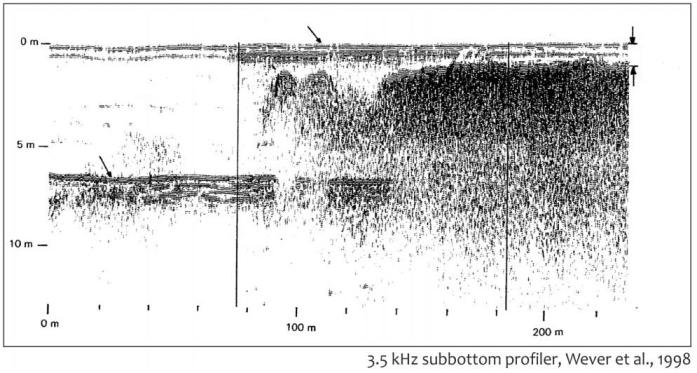 0 m
5 m
10 m
0 m
100 m
200 m
3.5 kHz subbottom profiler, Wever et al., 1998